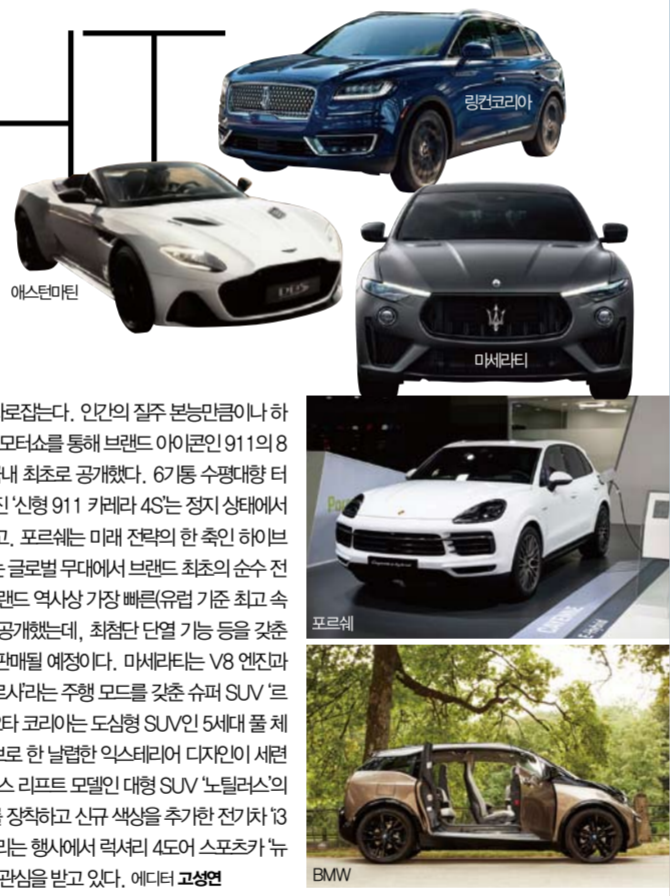 링컨코리아
애스턴마틴
DBS
마세라티
로잡는다. 인간의 질주 본능만큼이나 하
모터쇼를 통해 브랜드 아이콘인 911의 8
내 최초로 공개했다. 6기통 수평대향 터
진 ‘신형 911 카레라 4S’는 정지 상태에서
고. 포르쉐는 미래 전략의 한 축인 하이브
는 글로벌 무대에서 브랜드 최초의 순수 전
랜드 역사상 가장 빠른(유럽 기준 최고 속
공개했는데, 최첨단 단열 기능 등을 갖춘
판매될 예정이다. 마세라티는 V8 엔진과
르사’라는 주행 모드를 갖춘 슈퍼 SUV ‘르
타 코리아는 도심형 SUV인 5세대 풀 체
로 한 날렵한 익스테리어 디자인이 세련
스 리프트 모델인 대형 SUV ‘노틸러스’의
장착하고 신규 색상을 추가한 전기차 ‘i3
리는 행사에서 럭셔리 4도어 스포츠카 ‘뉴
관심을 받고 있다. 에디터 고성연
포르쉐
CAYENNE
BMW